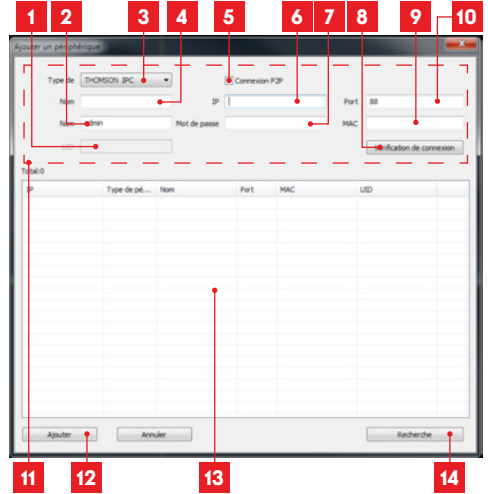 1 2 3 4 5 6 7 8 9 10
Ajouter un périphérique
Type de THOMSON IPC Connexion P2P
Nom IP Port 88
Nom admin Mot de passe MAC
UID Vérification de connexion
Total:0
IP Type de pé... Nom Port MAC UID
Ajouter Annuler Recherche
11 12 13 14